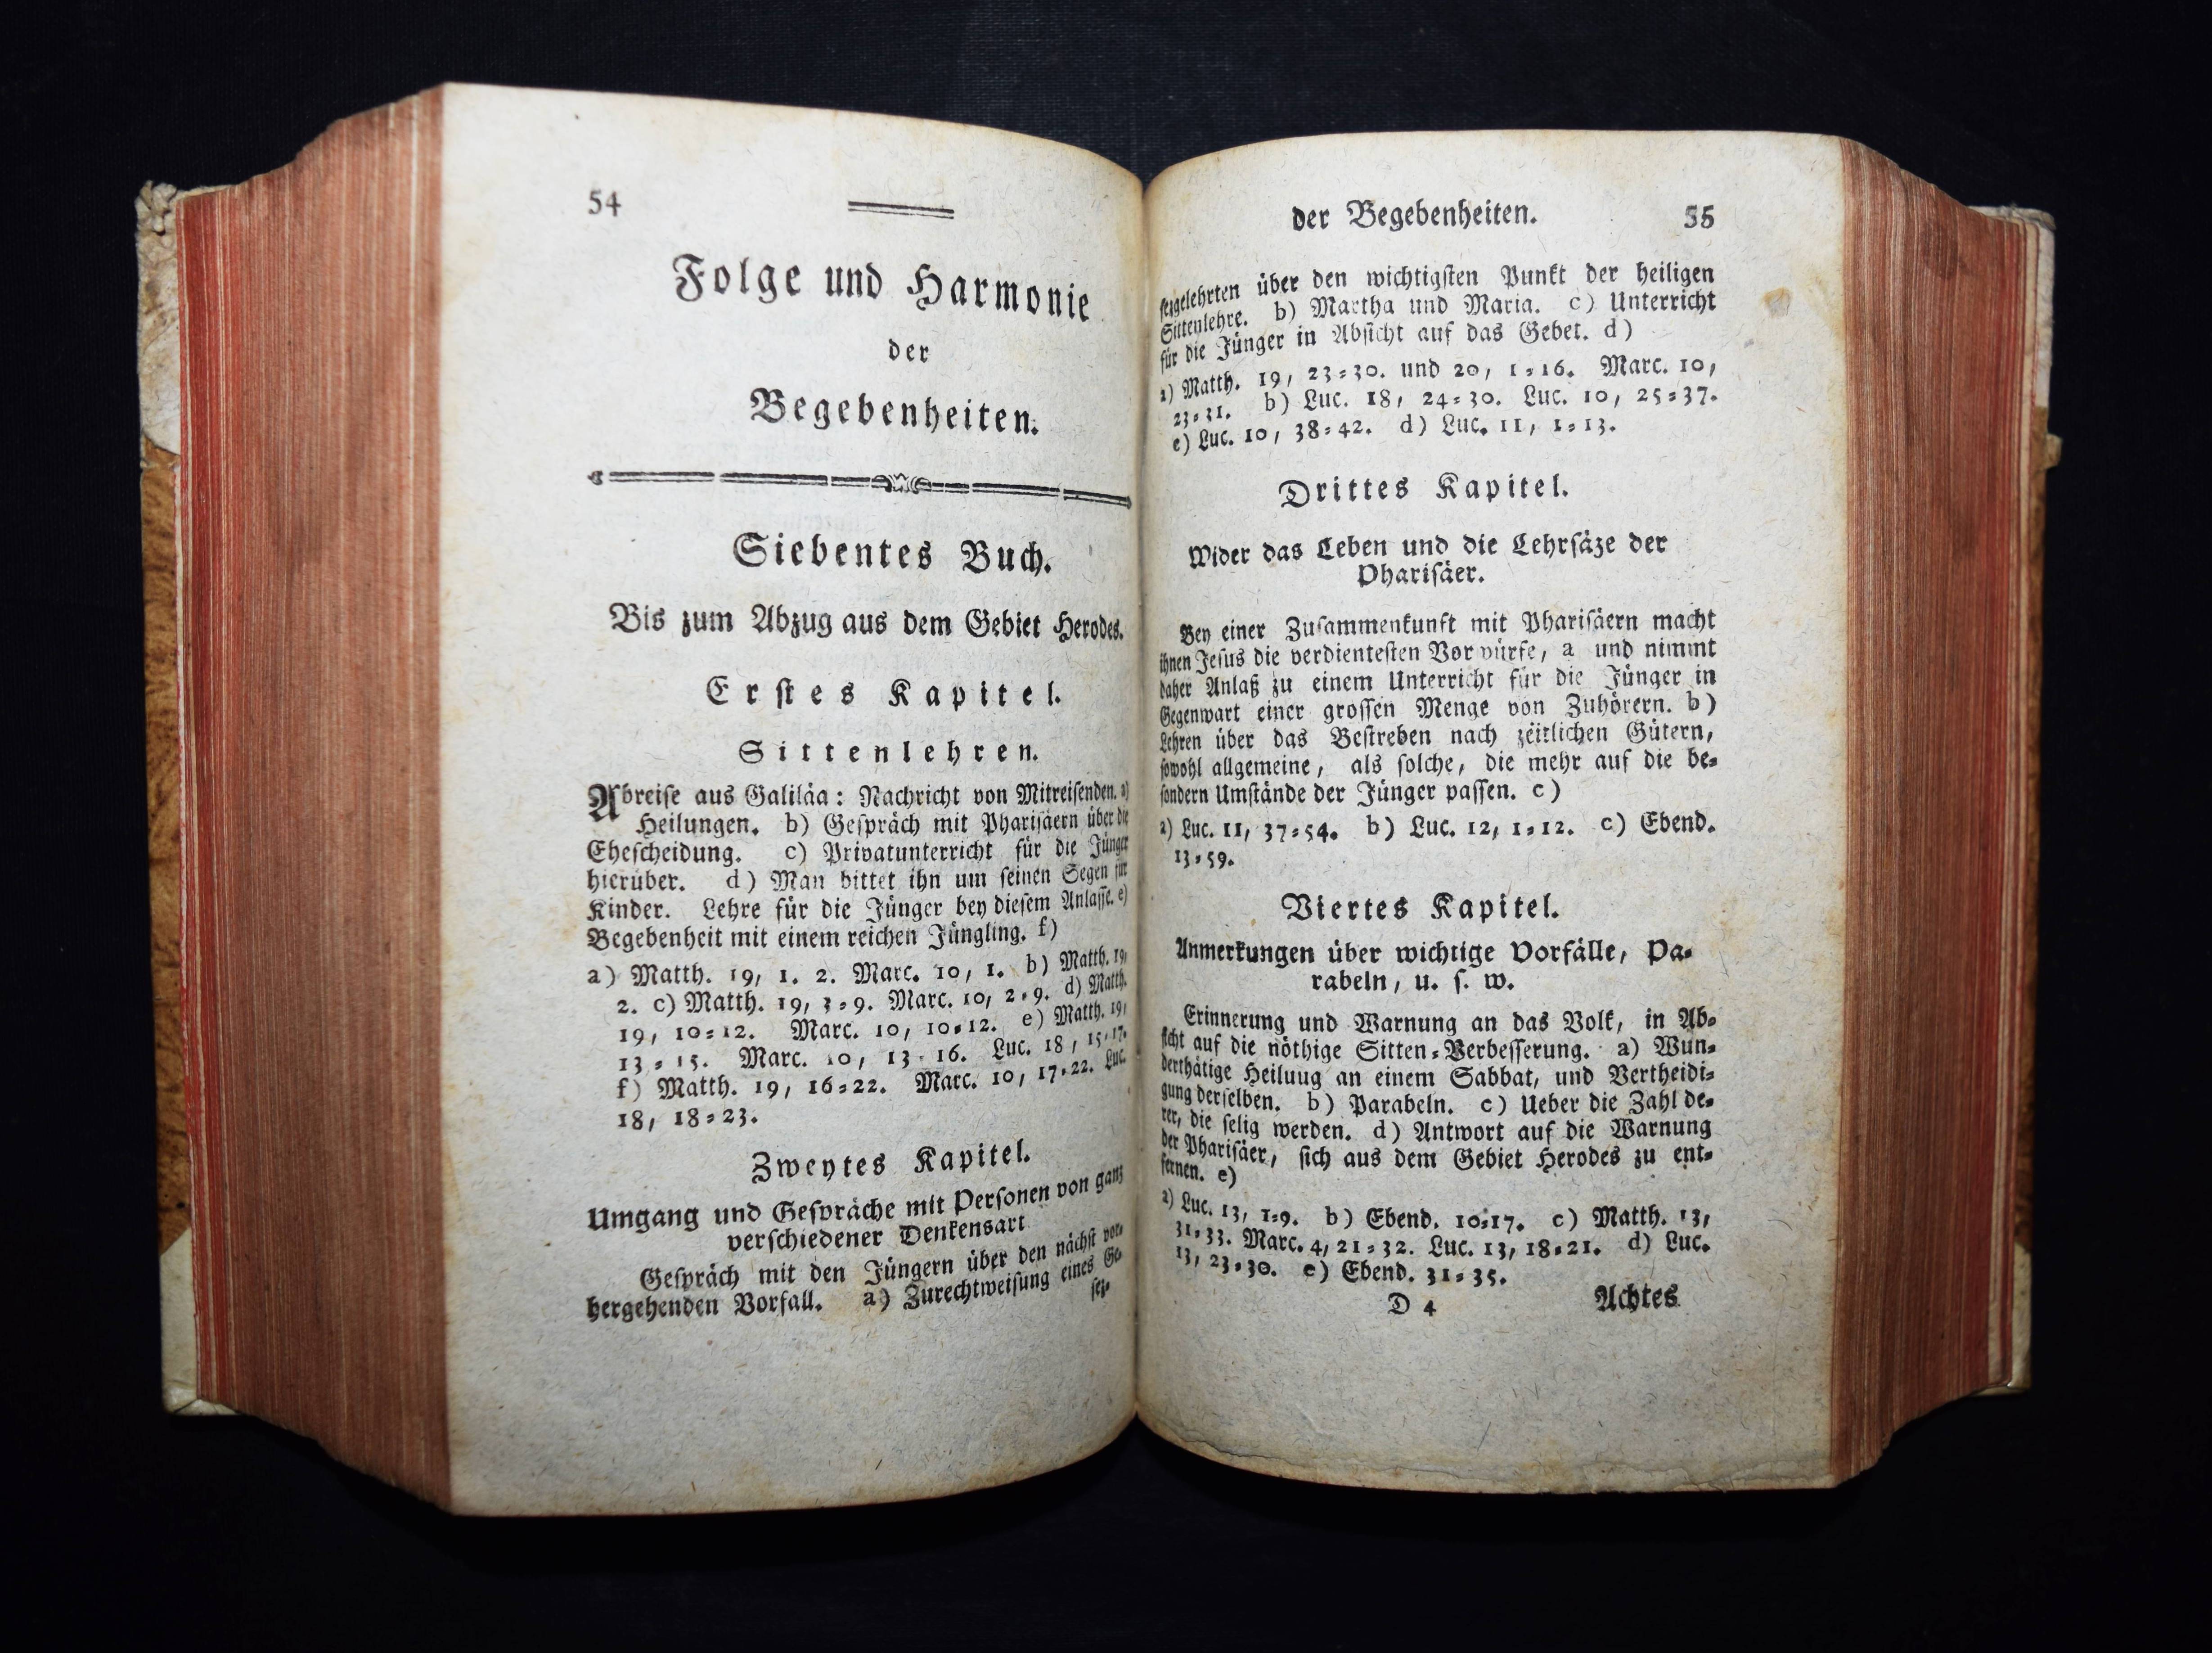 54
Folge und Harmonie
der
Begebenheiten.
Siebentes Buch.
Bis zum Abzug aus dem Gebiet Herodes.
Erstes Kapitel.
Sittenlehren.
Abreise aus Galiläa: Nachricht von Mitreisenden. a)
Heilungen. b) Gespräch mit Pharisäern über die
Ehescheidung. c) Privatunterricht für die Jünger
hierüber. d) Man bittet ihn um seinen Segen für
Kinder. Lehre für die Jünger bey diesem Anlasse. e)
Begebenheit mit einem reichen Jüngling. f)
a) Matth. 19, 1. 2. Marc. 10, 1. b) Matth. 19,
2. c) Matth. 19, 3-9. Marc. 10, 2-9. d) Matth.
19, 10-12. Marc. 10, 10-12. e) Matth. 19,
13-15. Marc. 10, 13-16. Luc. 18, 15-17.
f) Matth. 19, 16-22. Marc. 10, 17-22. Luc.
18, 18-23.
Zweytes Kapitel.
Umgang und Gespräche mit Personen von ganz
verschiedener Denkensart
Gespräch mit den Jüngern über den nächst vor-
hergehenden Vorfall. a) Zurechtweisung eines Ge-
sez-
der Begebenheiten. 55
sezgelehrten über den wichtigsten Punkt der heiligen
Sittenlehre. b) Martha und Maria. c) Unterricht
für die Jünger in Absicht auf das Gebet. d)
a) Matth. 19, 23-30. und 20, 1-16. Marc. 10,
23-31. b) Luc. 18, 24-30. Luc. 10, 25-37.
c) Luc. 10, 38-42. d) Luc. 11, 1-13.
Drittes Kapitel.
Wider das Leben und die Lehrsäze der
Pharisäer.
Bey einer Zusammenkunft mit Pharisäern macht
ihnen Jesus die verdientesten Vorwürfe, a und nimmt
daher Anlaß zu einem Unterricht für die Jünger in
Gegenwart einer grossen Menge von Zuhörern. b)
Lehren über das Bestreben nach zeitlichen Gütern,
sowohl allgemeine, als solche, die mehr auf die be-
sondern Umstände der Jünger passen. c)
a) Luc. 11, 37-54. b) Luc. 12, 1-12. c) Ebend.
13-59.
Viertes Kapitel.
Anmerkungen über wichtige Vorfälle, Pa-
rabeln, u. s. w.
Erinnerung und Warnung an das Volk, in Ab-
sicht auf die nöthige Sitten-Verbesserung. a) Wun-
derthätige Heiluug an einem Sabbat, und Vertheidi-
gung derselben. b) Parabeln. c) Ueber die Zahl de-
rer, die selig werden. d) Antwort auf die Warnung
der Pharisäer, sich aus dem Gebiet Herodes zu ent-
fernen. e)
a) Luc. 13, 1-9. b) Ebend. 10-17. c) Matth. 13,
31-33. Marc. 4, 21-32. Luc. 13, 18-21. d) Luc.
13, 23-30. e) Ebend. 31-35.
D 4 Achtes